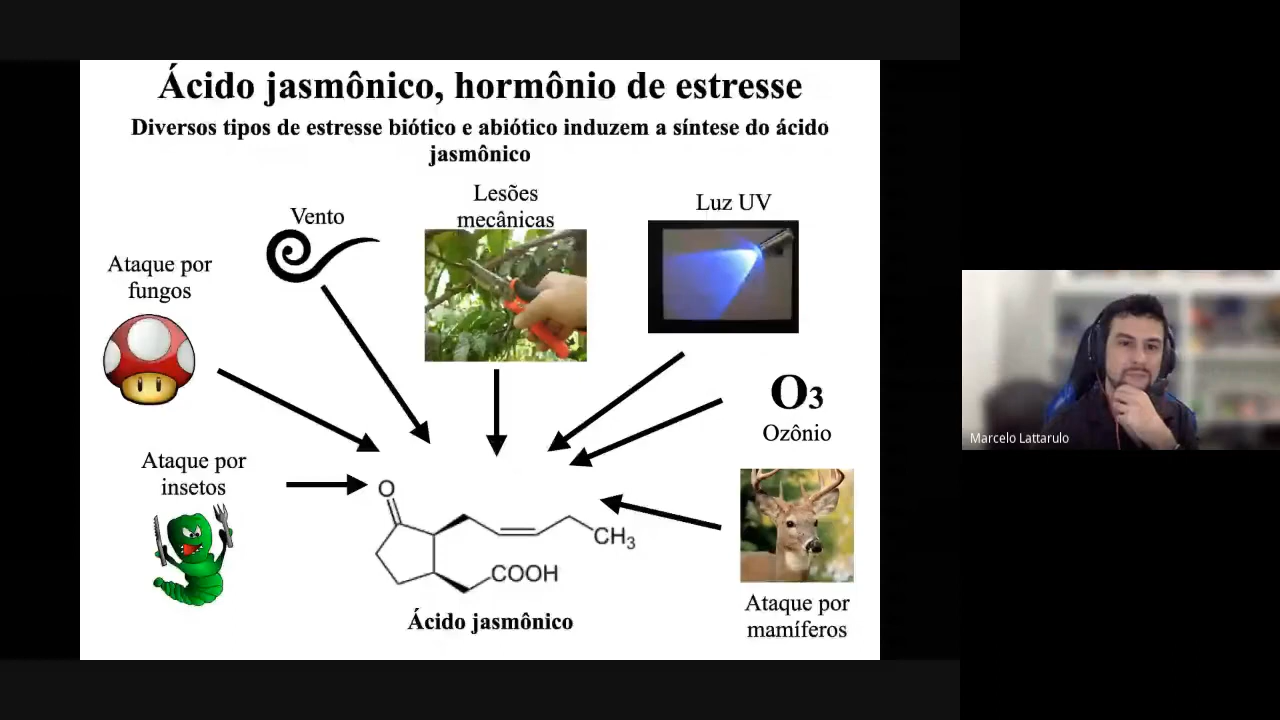 Ácido jasmônico, hormônio de estresse
Diversos tipos de estresse biótico e abiótico induzem a síntese do ácido
jasmônico
Lesões
mecânicas
Luz UV
Vento
Ataque por
fungos
O3
Ozônio
Ataque por
insetos
O
CH3
COOH
Ácido jasmônico
Ataque por
mamíferos
Marcelo Lattarulo